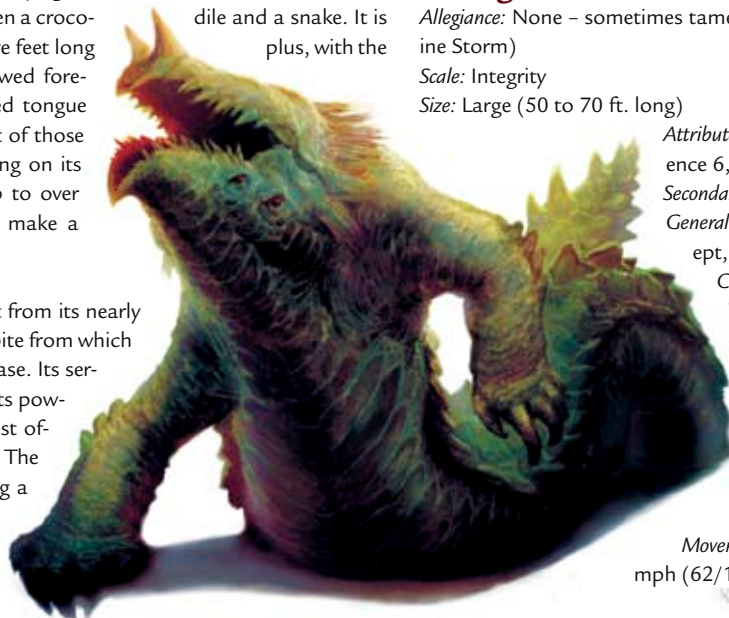 en a croco-
e feet long
wed fore-
ed tongue
t of those
ng on its
o to over
make a
t from its nearly
bite from which
ase. Its ser-
ts pow-
st of-
The
g a
dile and a snake. It is
plus, with the
Allegiance: None – sometimes tame
ine Storm)
Scale: Integrity
Size: Large (50 to 70 ft. long)
Attribut
ence 6,
Seconda
General
ept,
C
Mover
mph (62/1